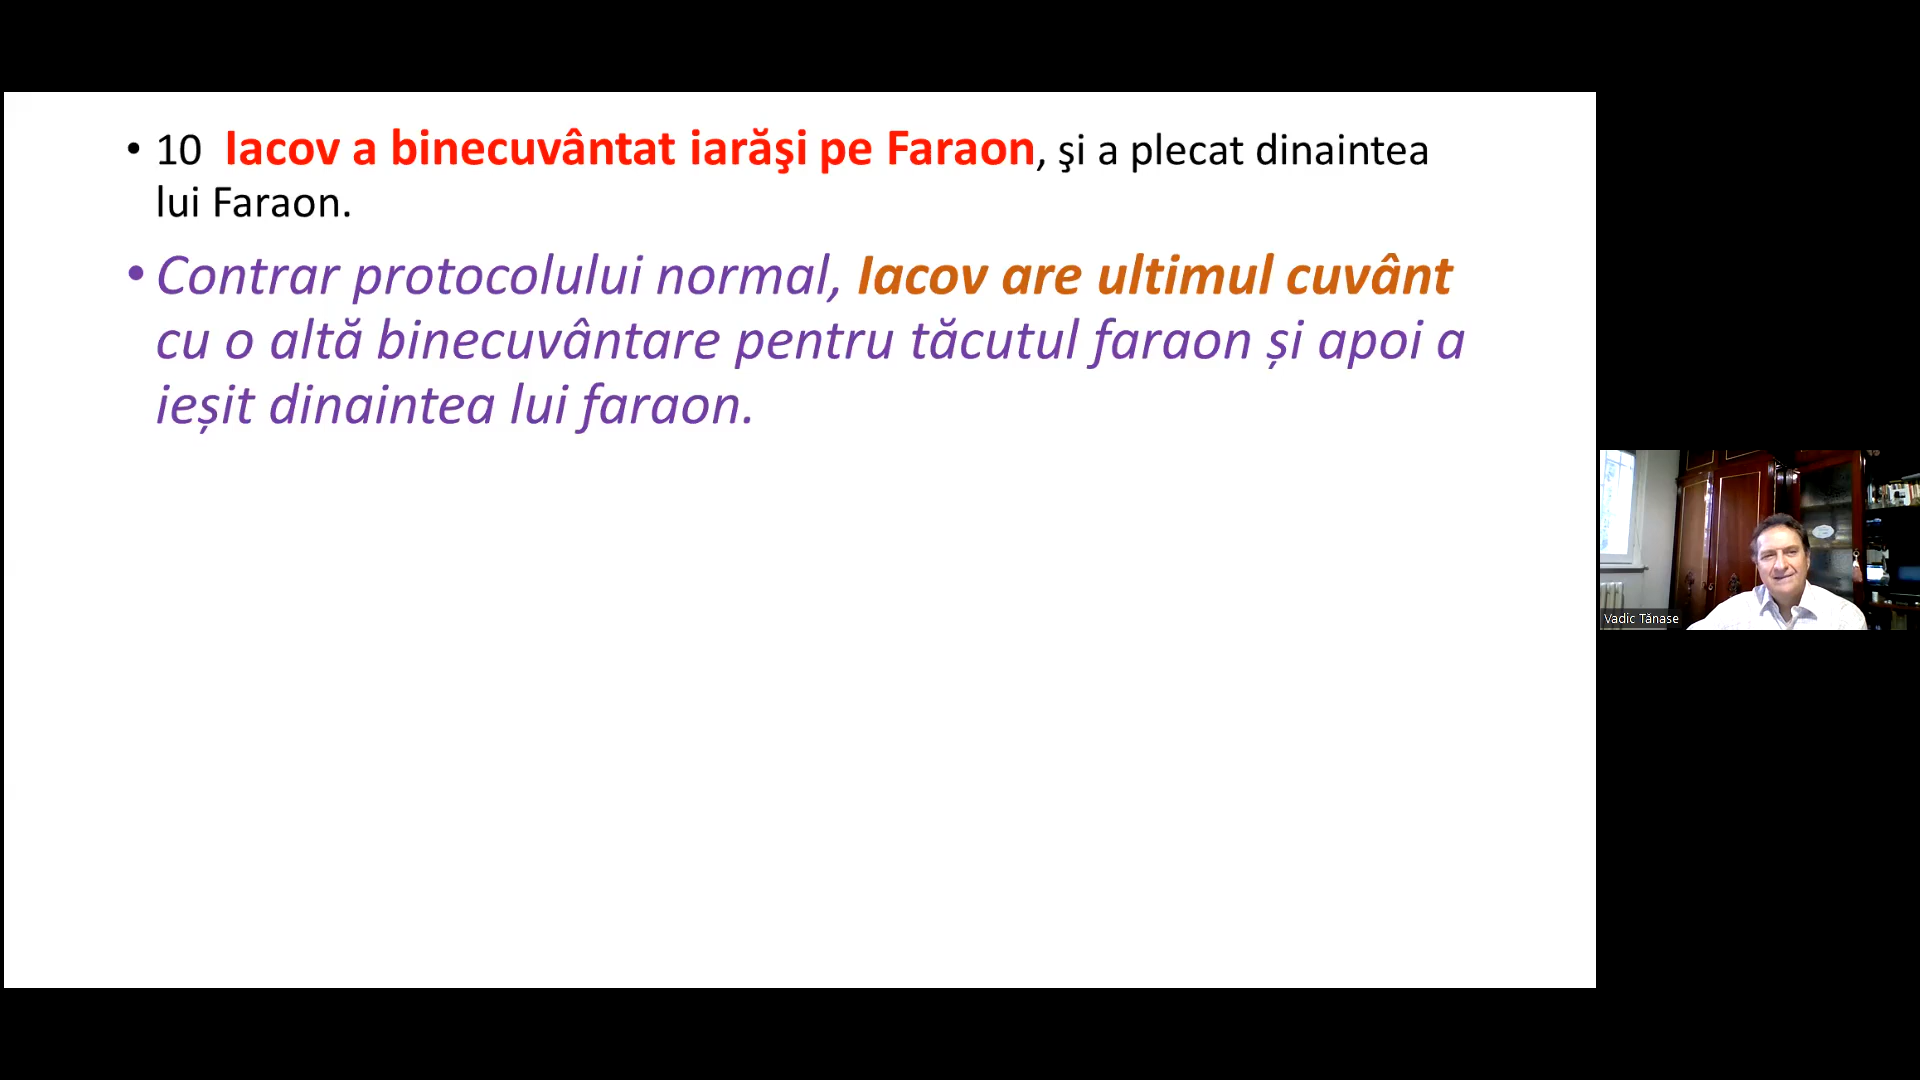 • 10 Iacov a binecuvântat iarăşi pe Faraon, şi a plecat dinaintea
lui Faraon.
• Contrar protocolului normal, Iacov are ultimul cuvânt
cu o altă binecuvântare pentru tăcutul faraon și apoi a
ieșit dinaintea lui faraon.
Vadic Tănase